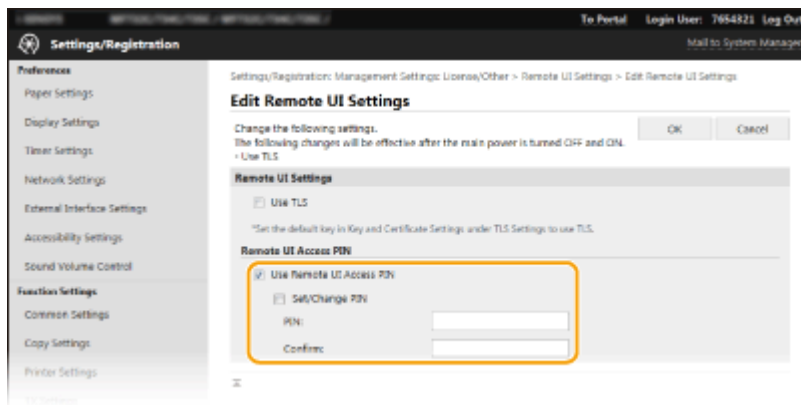 To Portal Login User: 7654321 Log Out
Settings/Registration
Mail to System Manager
Preferences
Paper Settings
Display Settings
Timer Settings
Network Settings
External Interface Settings
Accessibility Settings
Sound Volume Control
Function Settings
Common Settings
Copy Settings
Printer Settings
Settings/Registration: Management Settings: License/Other > Remote UI Settings > Edit Remote UI Settings
Edit Remote UI Settings
Change the following settings.
The following changes will be effective after the main power is turned OFF and ON.
- Use TLS
OK Cancel
Remote UI Settings
Use TLS
*Set the default key in Key and Certificate Settings under TLS Settings to use TLS.
Remote UI Access PIN
Use Remote UI Access PIN
Set/Change PIN
PIN:
Confirm: